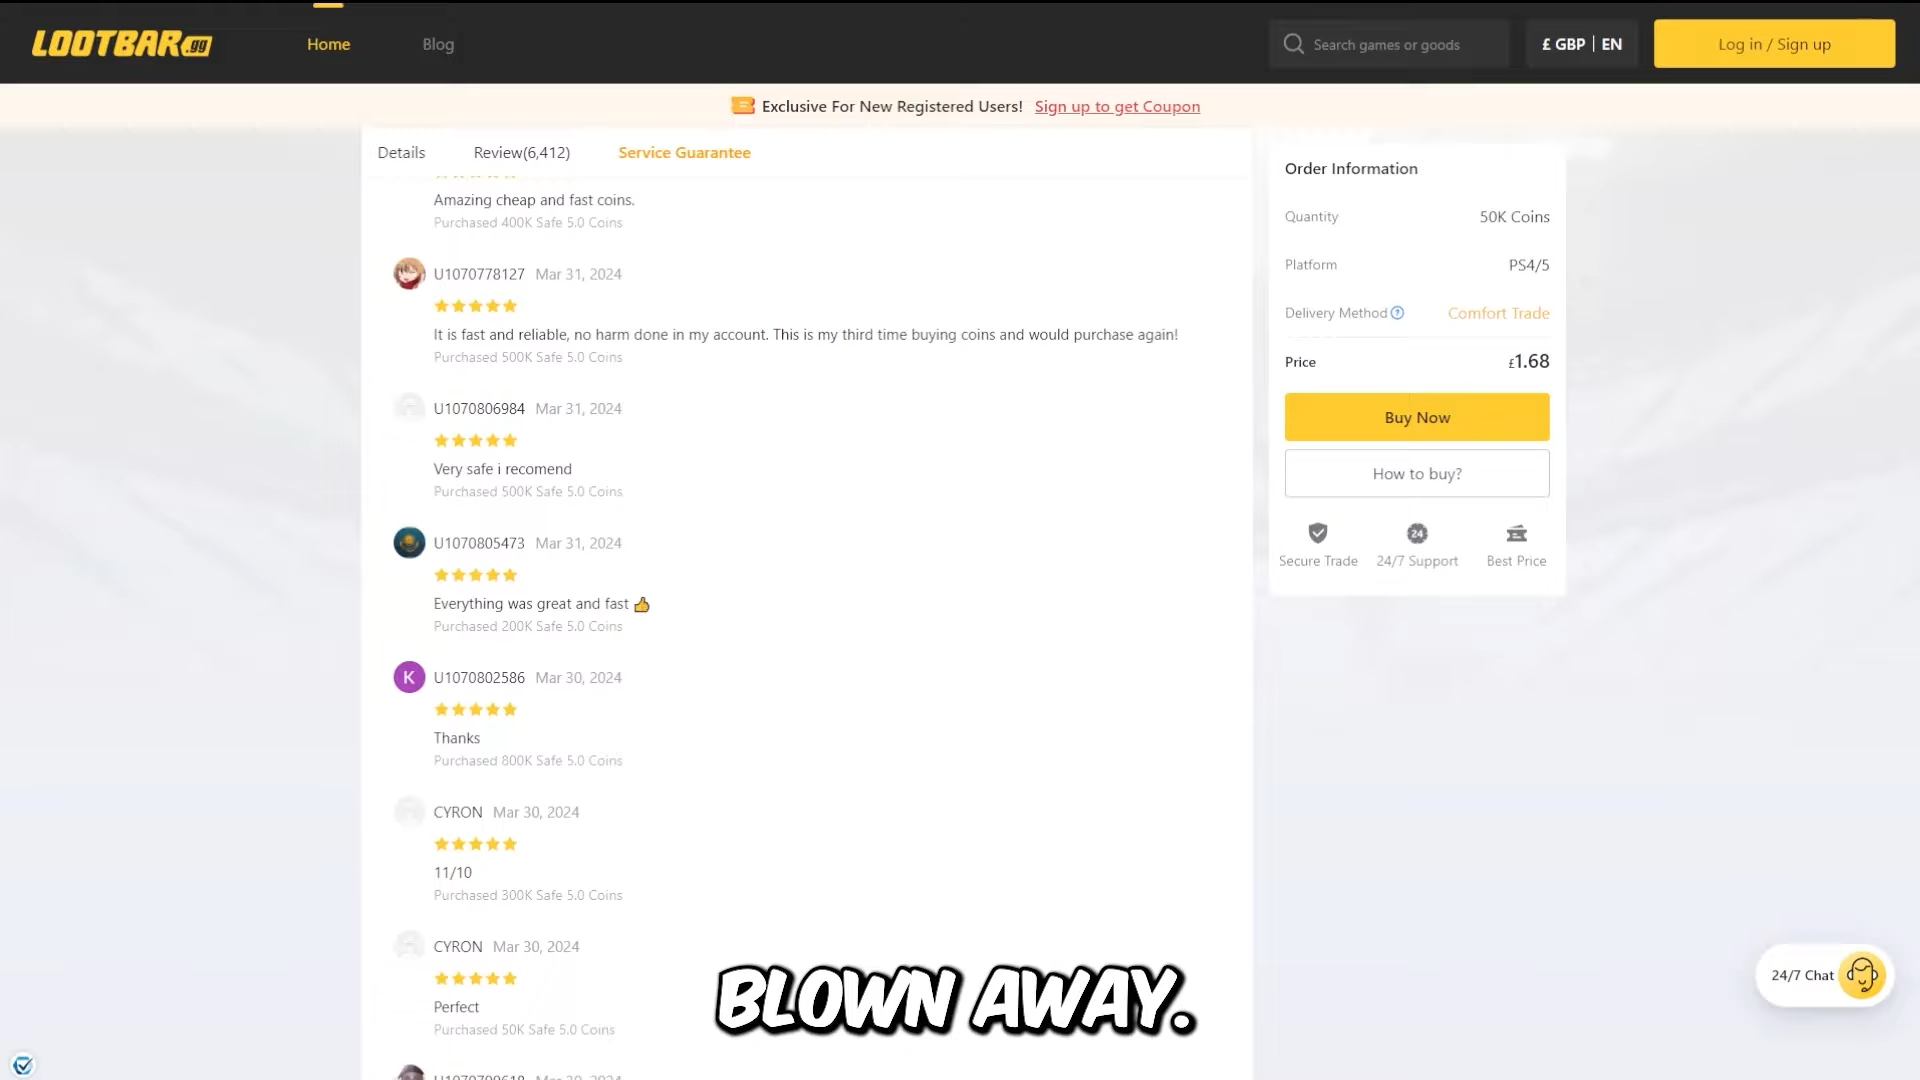 LOOTBAR.gg
Home
Blog
Search games or goods
£ GBP | EN
Log in / Sign up
Exclusive For New Registered Users! Sign up to get Coupon
Details
Review(6,412)
Service Guarantee
Amazing cheap and fast coins.
Purchased 400K Safe 5.0 Coins
U1070778127 Mar 31, 2024
It is fast and reliable, no harm done in my account. This is my third time buying coins and would purchase again!
Purchased 500K Safe 5.0 Coins
U1070806984 Mar 31, 2024
Very safe i recomend
Purchased 500K Safe 5.0 Coins
U1070805473 Mar 31, 2024
Everything was great and fast 👍
Purchased 200K Safe 5.0 Coins
K
U1070802586 Mar 30, 2024
Thanks
Purchased 800K Safe 5.0 Coins
CYRON Mar 30, 2024
11/10
Purchased 300K Safe 5.0 Coins
CYRON Mar 30, 2024
Perfect
Purchased 50K Safe 5.0 Coins
Order Information
Quantity 50K Coins
Platform PS4/5
Delivery Method ? Comfort Trade
Price £1.68
Buy Now
How to buy?
24
Secure Trade
24/7 Support
Best Price
24/7 Chat
BLOWN AWAY.